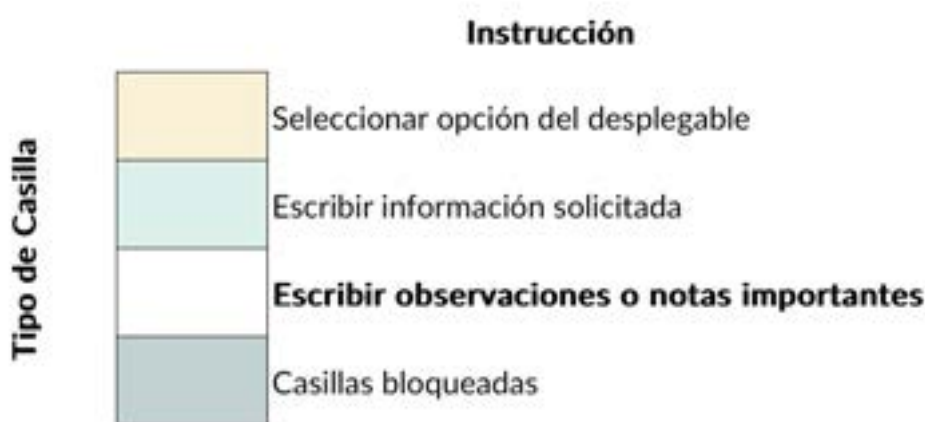 Instrucción
Tipo de Casilla
Seleccionar opción del desplegable
Escribir información solicitada
Escribir observaciones o notas importantes
Casillas bloqueadas